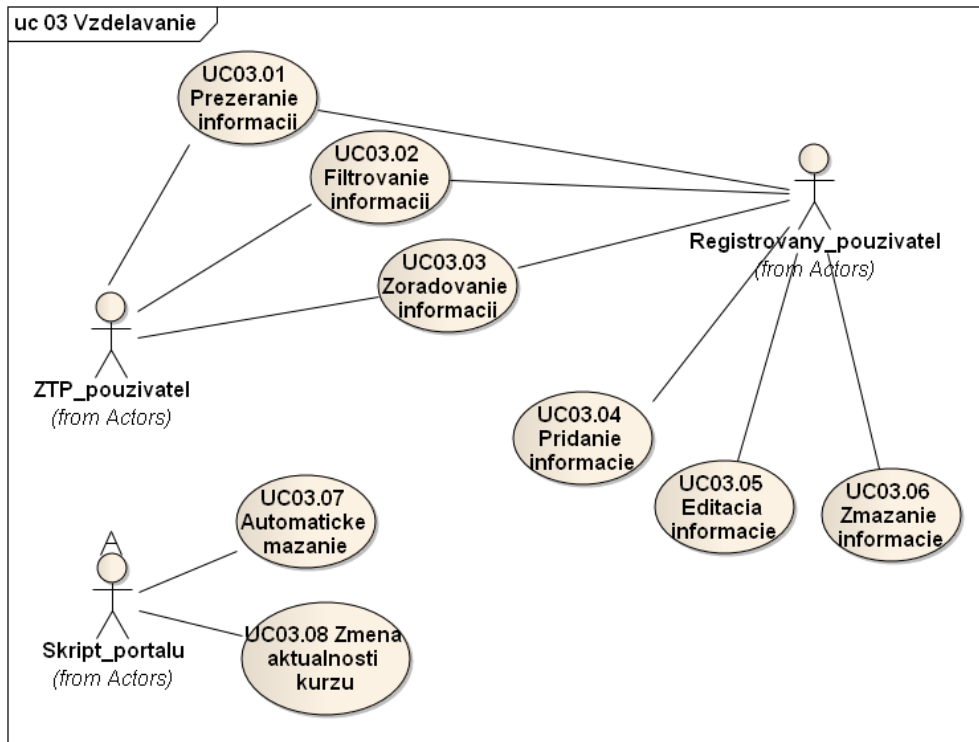 uc 03 Vzdelavanie
UC03.01
Prezeranie
informacii
UC03.02
Filtrovanie
informacii
UC03.03
Zoradovanie
informacii
Registrovany_pouzivatel
(from Actors)
ZTP_pouzivatel
(from Actors)
UC03.04
Pridanie
informacie
UC03.05
Editacia
informacie
UC03.06
Zmazanie
informacie
UC03.07
Automaticke
mazanie
Skript_portalu
(from Actors)
UC03.08 Zmena
aktualnosti
kurzu